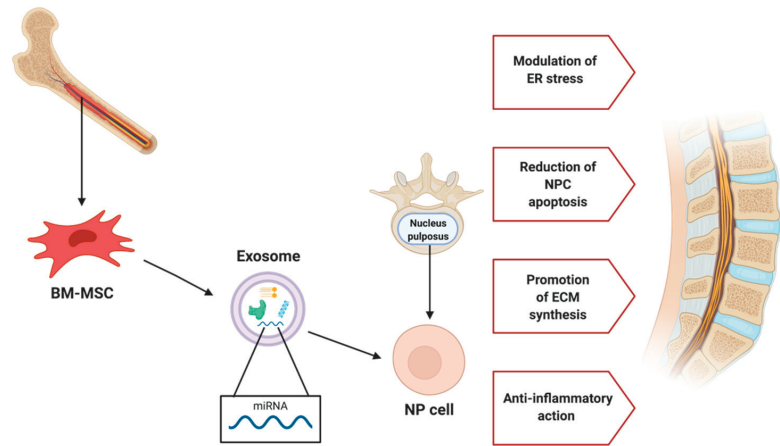 Modulation of
ER stress
Reduction of
NPC
apoptosis
Nucleus
pulposus
Exosome
BM-MSC
Promotion
of ECM
synthesis
miRNA
NP cell
Anti-inflammatory
action